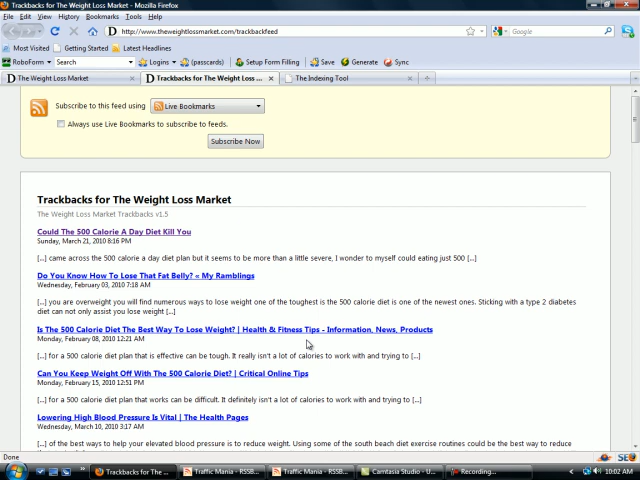 Trackbacks for The Weight Loss Market - Mozilla Firefox
File Edit View History Bookmarks Tools Help
http://www.theweightlossmarket.com/trackbackfeed
Google
Most Visited Getting Started Latest Headlines
RoboForm Logins (passcards) Setup Form Filling Save Generate Sync
The Weight Loss Market Trackbacks for The Weight Loss ... The Indexing Tool
Subscribe to this feed using Live Bookmarks
Always use Live Bookmarks to subscribe to feeds.
Subscribe Now
Trackbacks for The Weight Loss Market
The Weight Loss Market Trackbacks v1.5
Could The 500 Calorie A Day Diet Kill You
Sunday, March 21, 2010 8:16 PM
[...] came across the 500 calorie a day diet plan but it seems to be more than a little severe, I wonder to myself could eating just 500 [...]
Do You Know How To Lose That Fat Belly? « My Ramblings
Wednesday, February 03, 2010 7:18 AM
[...] you are overweight you will find numerous ways to lose weight one of the toughest is the 500 calorie diet is one of the newest ones. Sticking with a type 2 diabetes
diet can not only assist you lose weight [...]
Is The 500 Calorie Diet The Best Way To Lose Weight? | Health & Fitness Tips - Information, News, Products
Monday, February 08, 2010 12:21 AM
[...] for a 500 calorie diet plan that is effective can be tough. It really isn't a lot of calories to work with and trying to [...]
Can You Keep Weight Off With The 500 Calorie Diet? | Critical Online Tips
Monday, February 15, 2010 12:51 PM
[...] for a 500 calorie diet plan that works can be difficult. It definitely isn't a lot of calories to work with and trying to [...]
Lowering High Blood Pressure Is Vital | The Health Pages
Wednesday, March 10, 2010 3:17 AM
[...] of the best ways to help your elevated blood pressure is to reduce weight. Using some of the south beach diet exercise routines could be the best way to
Done
SEO
Trackbacks for The ... Traffic Mania - RSSB... Traffic Mania - RSSB... Camtasia Studio - U... Recording... 10:02 AM